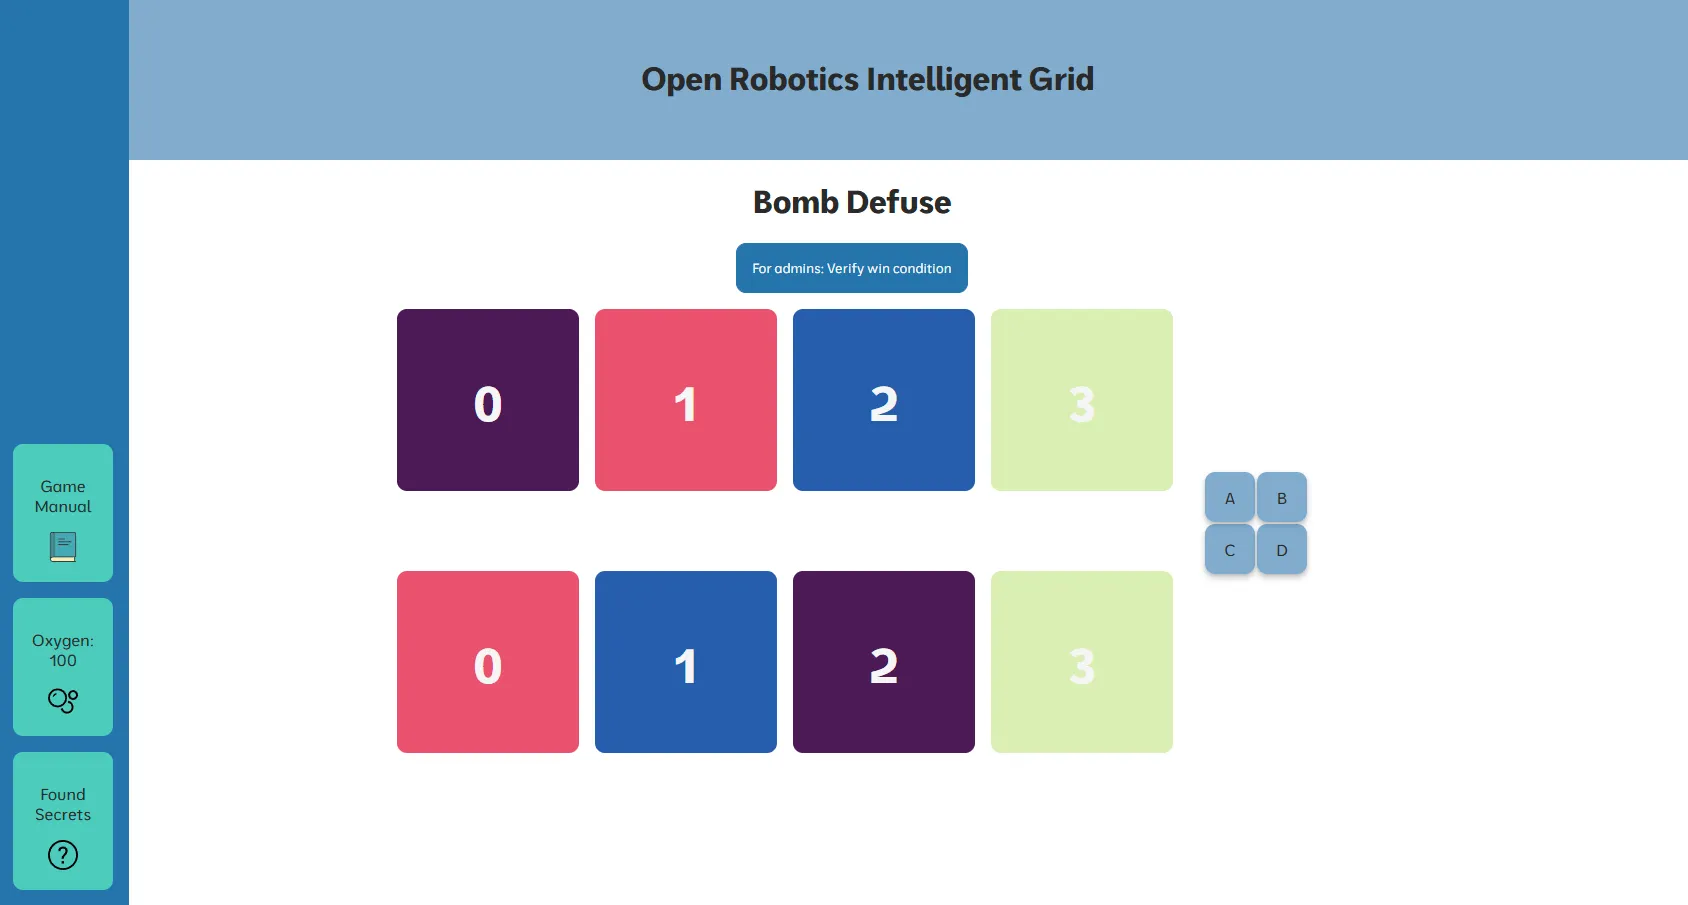 Open Robotics Intelligent Grid
Bomb Defuse
For admins: Verify win condition
0 1 2 3
A B
C D
0 1 2 3
Game
Manual
Oxygen:
100
Found
Secrets
?